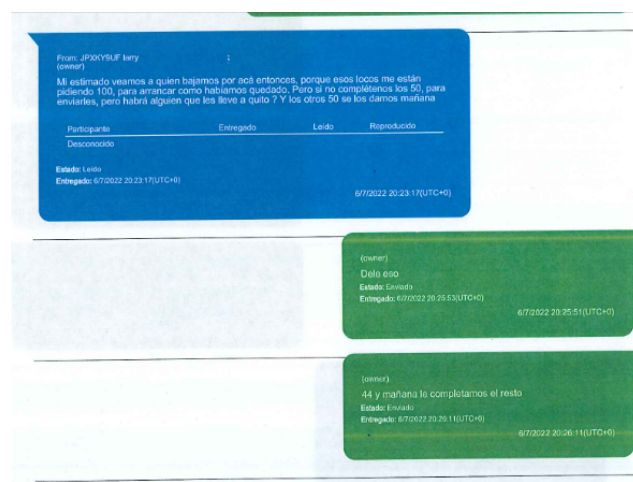 From: JPXKY9UF larry :
(owner)
Mi estimado veamos a quien bajamos por acá entonces, porque esos locos me están
pidiendo 100, para arrancar como habíamos quedado. Pero si no complétenos los 50, para
enviarles, pero habrá alguien que les lleve a quito ? Y los otros 50 se los damos mañana
Participante Entregado Leído Reproducido
Desconocido
Estado: Leído
Entregado: 6/7/2022 20:23:17(UTC+0)
6/7/2022 20:23:17(UTC+0)
(owner)
Dele eso
Estado: Enviado
Entregado: 6/7/2022 20:25:53(UTC+0)
6/7/2022 20:25:51(UTC+0)
(owner)
44 y mañana le completamos el resto
Estado: Enviado
Entregado: 6/7/2022 20:26:11(UTC+0)
6/7/2022 20:26:11(UTC+0)